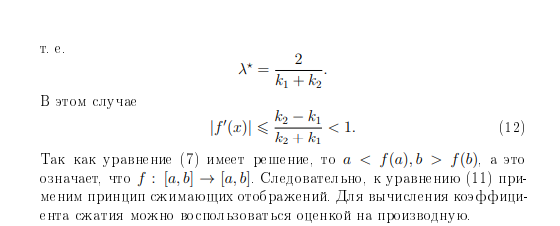 т. е.
λ⋆ = 2 / (k₁ + k₂).
В этом случае
|f′(x)| ⩽ (k₂ − k₁) / (k₂ + k₁) < 1. (12)
Так как уравнение (7) имеет решение, то a < f(a), b > f(b), а это
означает, что f : [a, b] → [a, b]. Следовательно, к уравнению (11) при-
меним принцип сжимающих отображений. Для вычисления коэффици-
ента сжатия можно воспользоваться оценкой на производную.